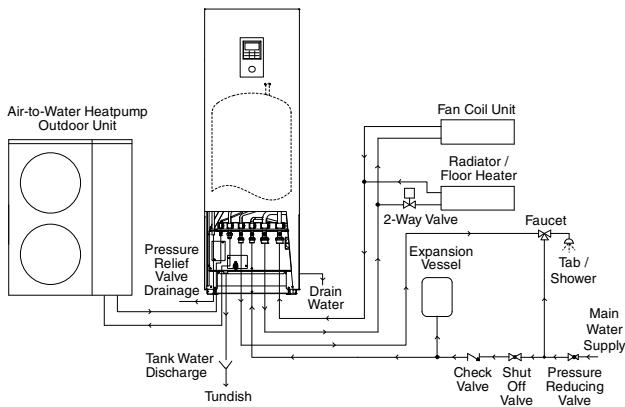 Air-to-Water Heatpump
Outdoor Unit
Fan Coil Unit
Radiator /
Floor Heater
2-Way Valve
Faucet
Pressure
Relief
Valve
Drainage
Expansion
Vessel
Tab /
Shower
Drain
Water
Main
Water
Supply
Tank Water
Discharge
Check
Valve
Shut
Off
Valve
Pressure
Reducing
Valve
Tundish